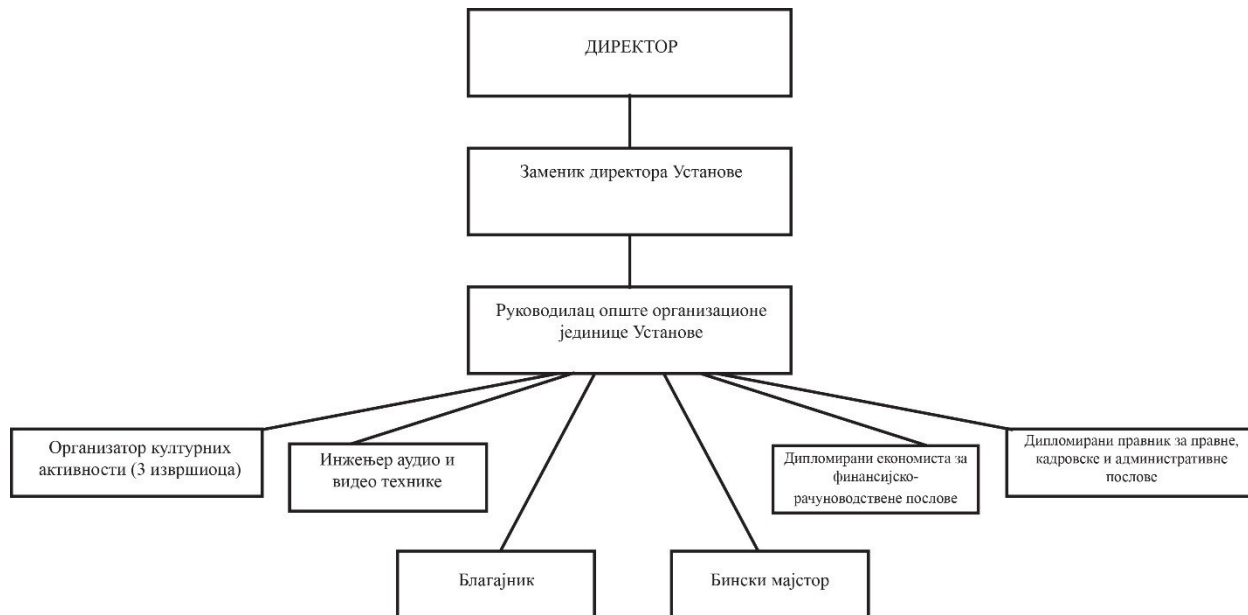 ДИРЕКТОР
Заменик директора Установе
Руководилац опште организационе
јединице Установе
Организатор културних
активности (3 извршиоца)
Инжењер аудио и
видео технике
Благајник
Бински мајстор
Дипломирани економиста за
финансијско-
рачуноводствене послове
Дипломирани правник за правне,
кадровске и административне
послове